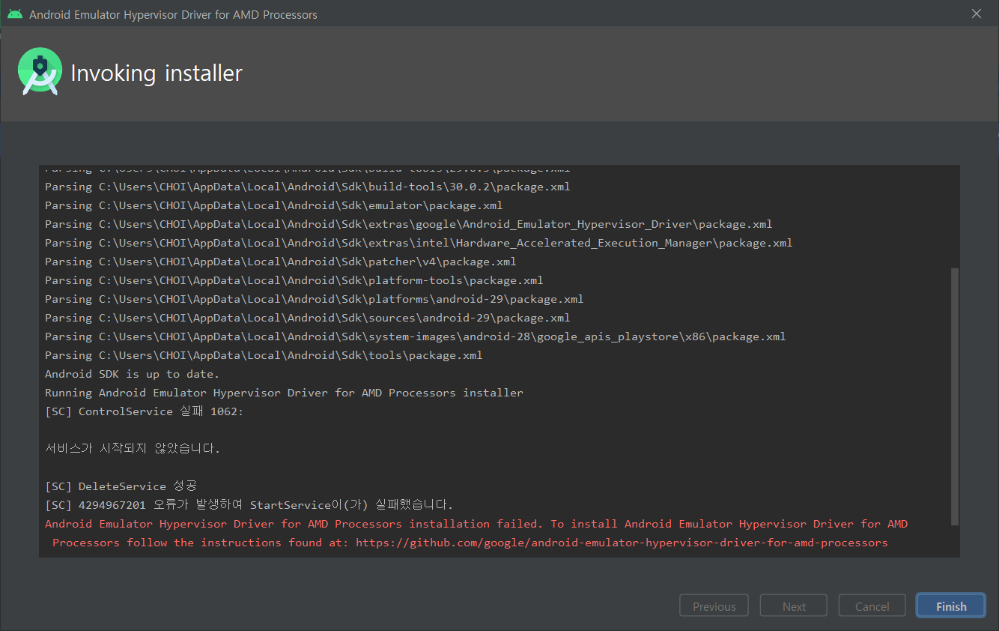 Android Emulator Hypervisor Driver for AMD Processors
Invoking installer
Parsing C:\Users\CHOI\AppData\Local\Android\Sdk\build-tools\29.0.3\package.xml
Parsing C:\Users\CHOI\AppData\Local\Android\Sdk\build-tools\30.0.2\package.xml
Parsing C:\Users\CHOI\AppData\Local\Android\Sdk\emulator\package.xml
Parsing C:\Users\CHOI\AppData\Local\Android\Sdk\extras\google\Android_Emulator_Hypervisor_Driver\package.xml
Parsing C:\Users\CHOI\AppData\Local\Android\Sdk\extras\intel\Hardware_Accelerated_Execution_Manager\package.xml
Parsing C:\Users\CHOI\AppData\Local\Android\Sdk\patcher\v4\package.xml
Parsing C:\Users\CHOI\AppData\Local\Android\Sdk\platform-tools\package.xml
Parsing C:\Users\CHOI\AppData\Local\Android\Sdk\platforms\android-29\package.xml
Parsing C:\Users\CHOI\AppData\Local\Android\Sdk\sources\android-29\package.xml
Parsing C:\Users\CHOI\AppData\Local\Android\Sdk\system-images\android-28\google_apis_playstore\x86\package.xml
Parsing C:\Users\CHOI\AppData\Local\Android\Sdk\tools\package.xml
Android SDK is up to date.
Running Android Emulator Hypervisor Driver for AMD Processors installer
[SC] ControlService 실패 1062:
서비스가 시작되지 않았습니다.
[SC] DeleteService 성공
[SC] 4294967201 오류가 발생하여 StartService이(가) 실패했습니다.
Android Emulator Hypervisor Driver for AMD Processors installation failed. To install Android Emulator Hypervisor Driver for AMD
Processors follow the instructions found at: https://github.com/google/android-emulator-hypervisor-driver-for-amd-processors
Previous Next Cancel Finish